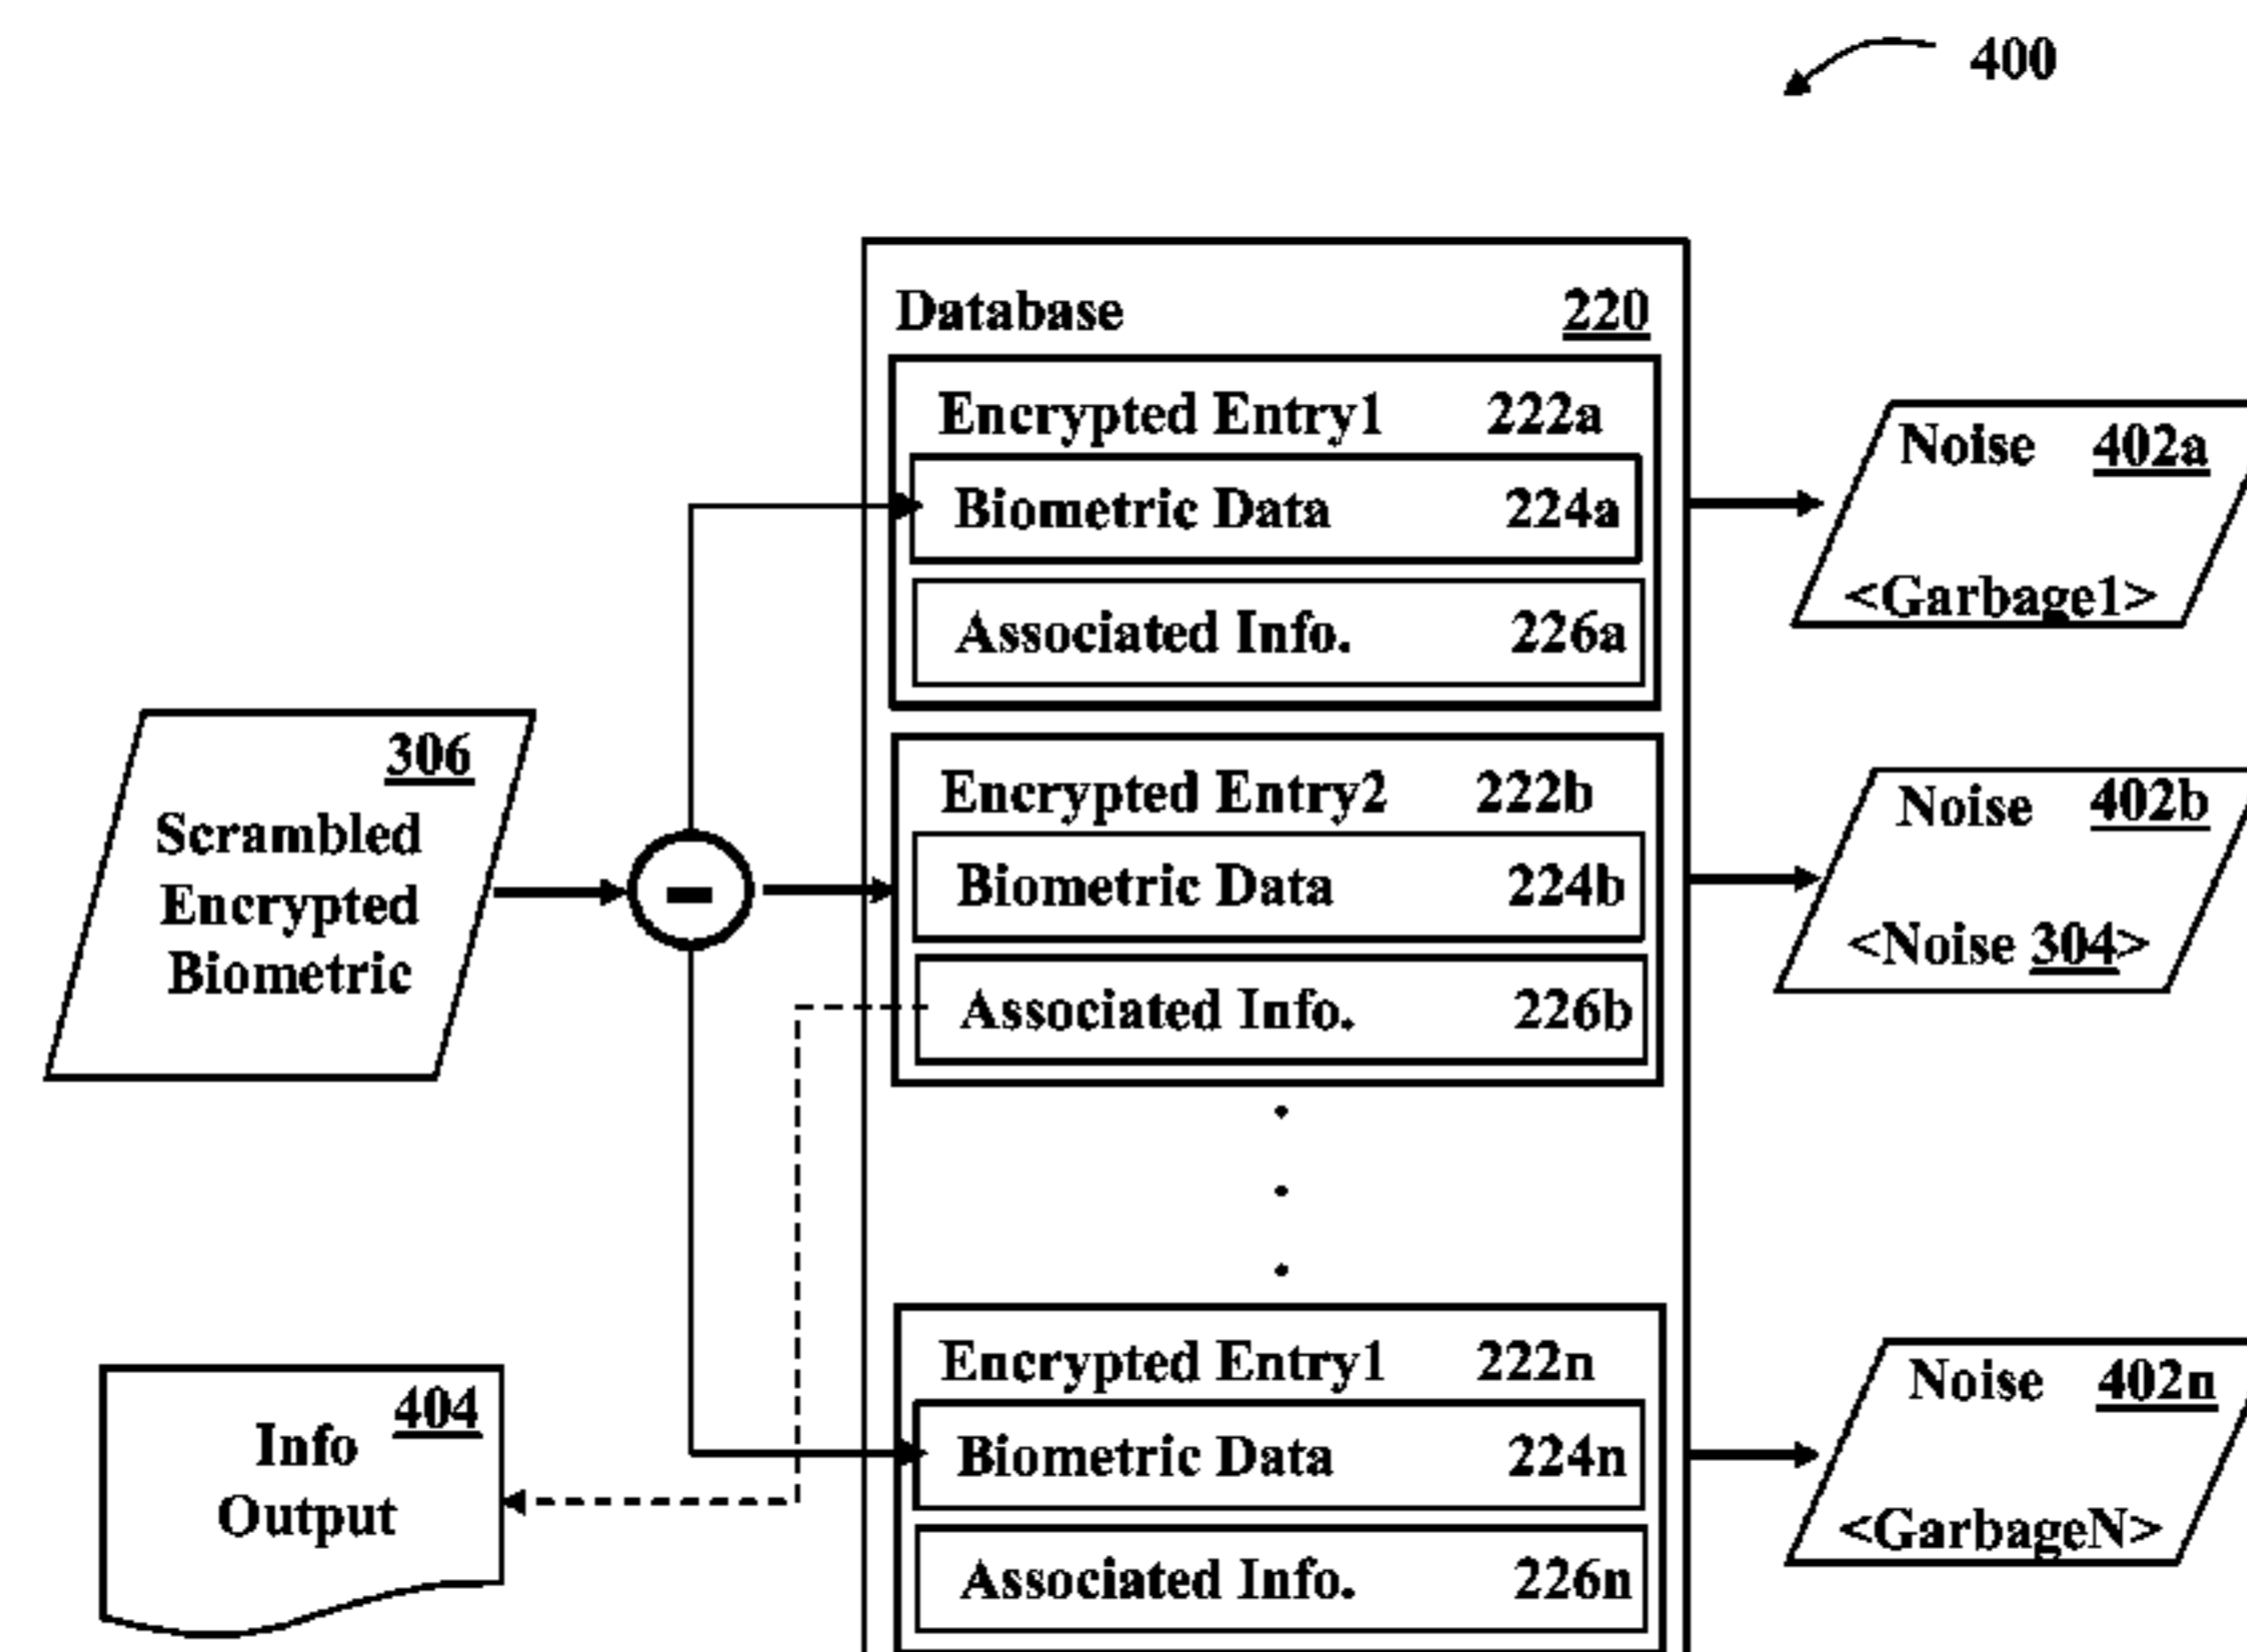 400
Database 220
Encrypted Entry1 222a
Biometric Data 224a
Associated Info. 226a
Noise 402a
<Garbage1>
306
Scrambled
Encrypted
Biometric
-
Encrypted Entry2 222b
Biometric Data 224b
Associated Info. 226b
Noise 402b
<Noise 304>
.
.
.
404
Info
Output
Encrypted Entry1 222n
Biometric Data 224n
Associated Info. 226n
Noise 402n
<GarbageN>